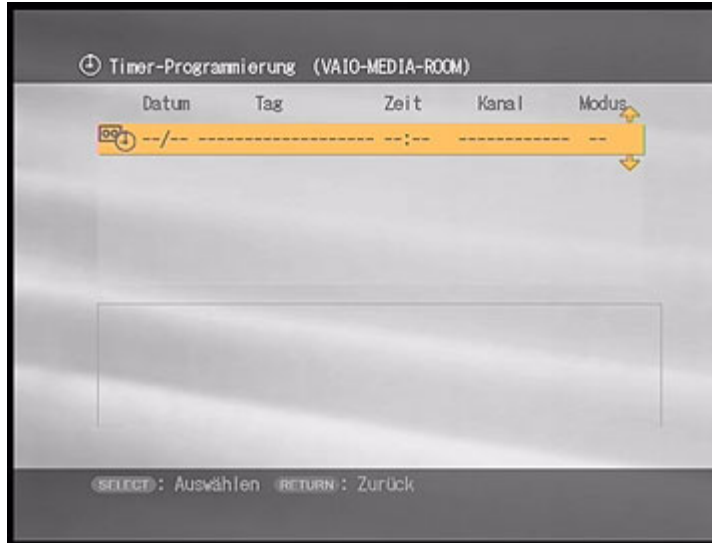 Timer-Programmierung (VAIO-MEDIA-ROOM)
Datum Tag Zeit Kanal Modus
--/-- ------------------ --:-- ----------- --
SELECT: Auswählen RETURN: Zurück